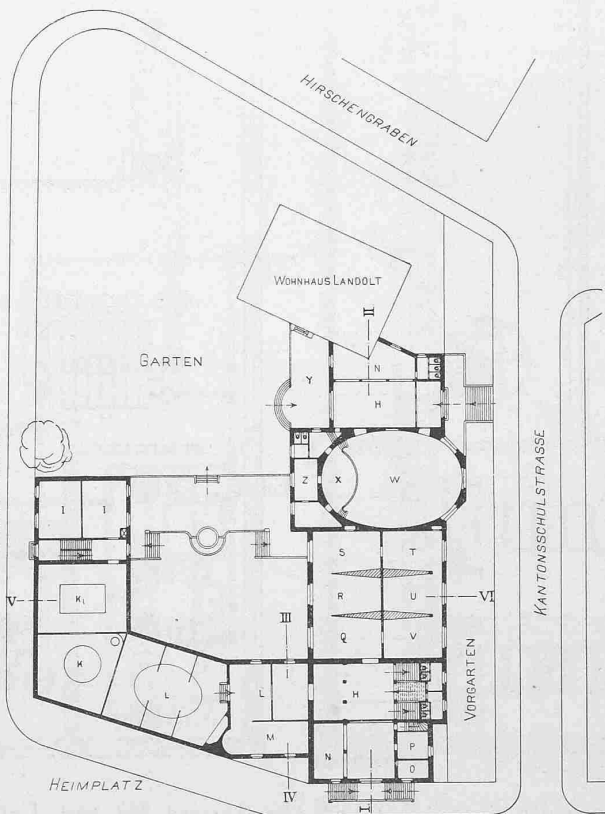 HIRSCHENGRABEN
WOHNHAUS LANDOLT
II
GARTEN
N
Y
H
Z
X
W
KANTONSSCHULSTRASSE
I I
S T
V
K1
R U
VI
III
Q V
K
L
L
H
VORGARTEN
M
N
P
O
HEIMPLATZ
IV
I